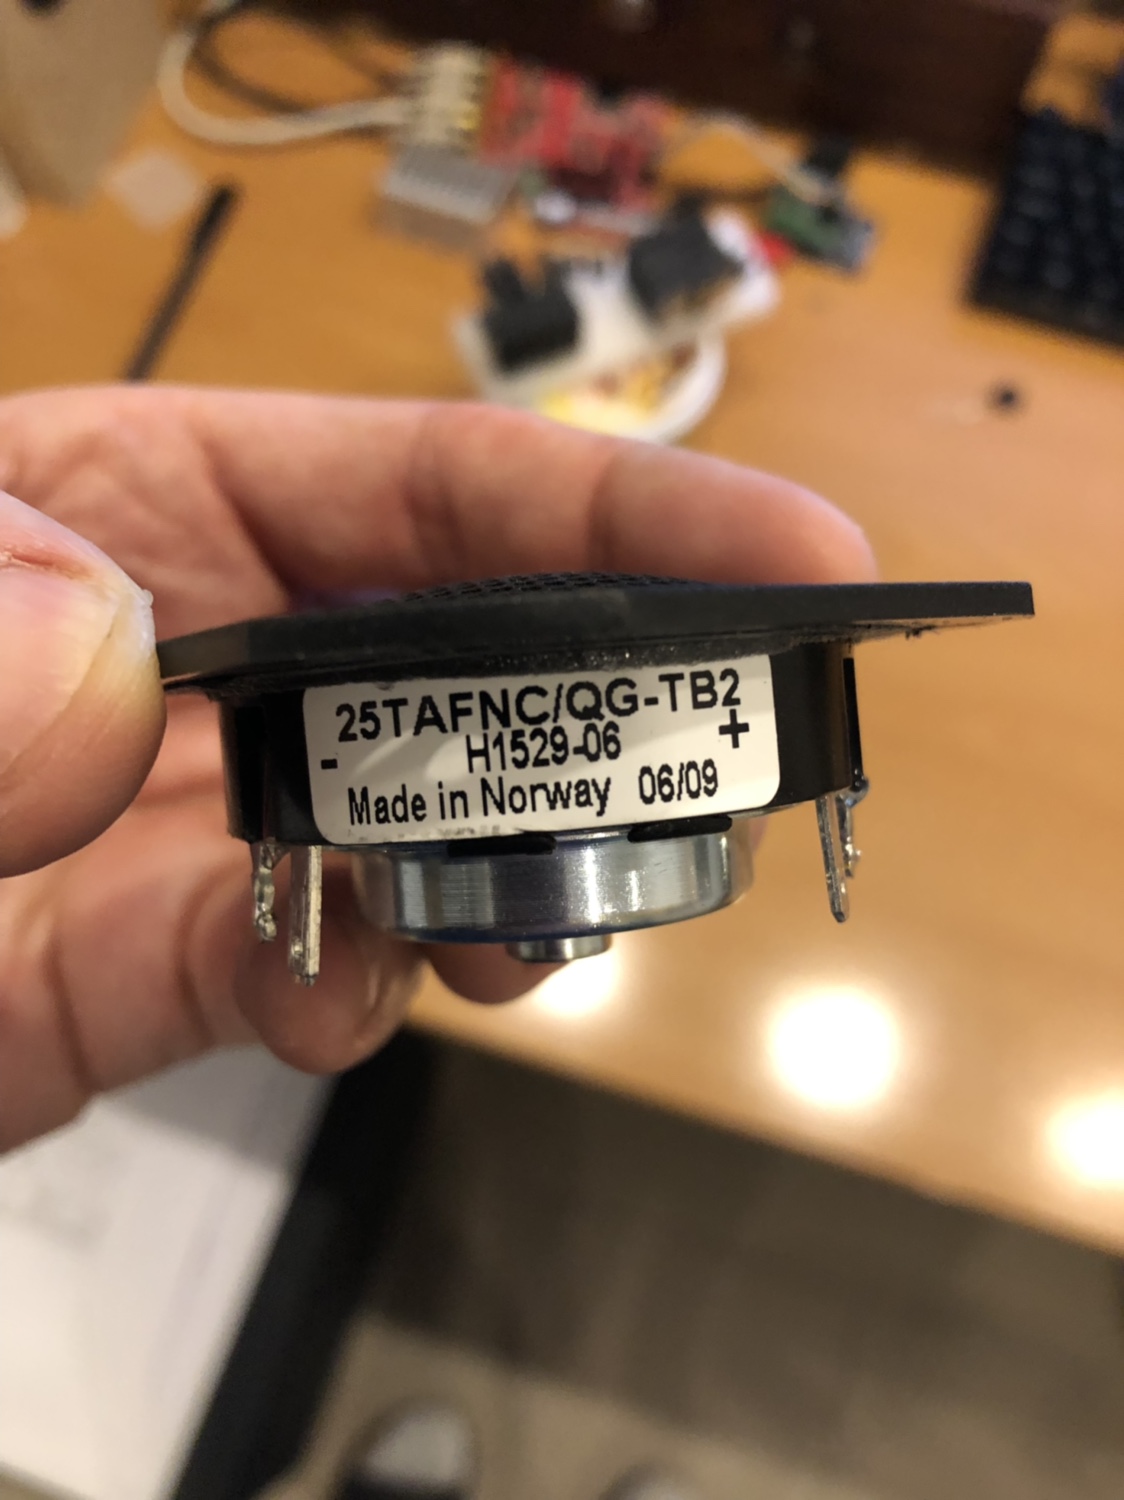 25TAFNC/QG-TB2
H1529-06
- +
Made in Norway 06/09